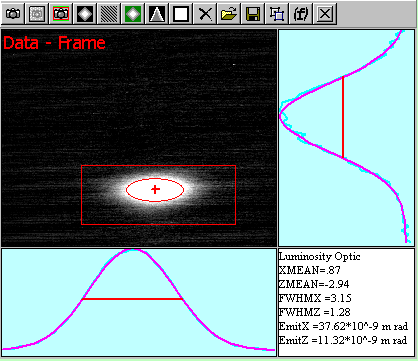 (f)
Data - Frame
Luminosity Optic
XMEAN=.87
ZMEAN=-2.94
FWHMX =3.15
FWHMZ =1.28
EmitX =37.62*10^-9 m rad
EmitZ =11.32*10^-9 m rad